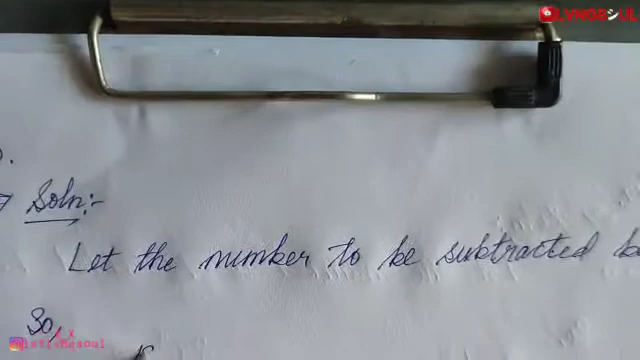 Soln:-
Let the number to be subtracted be
So,